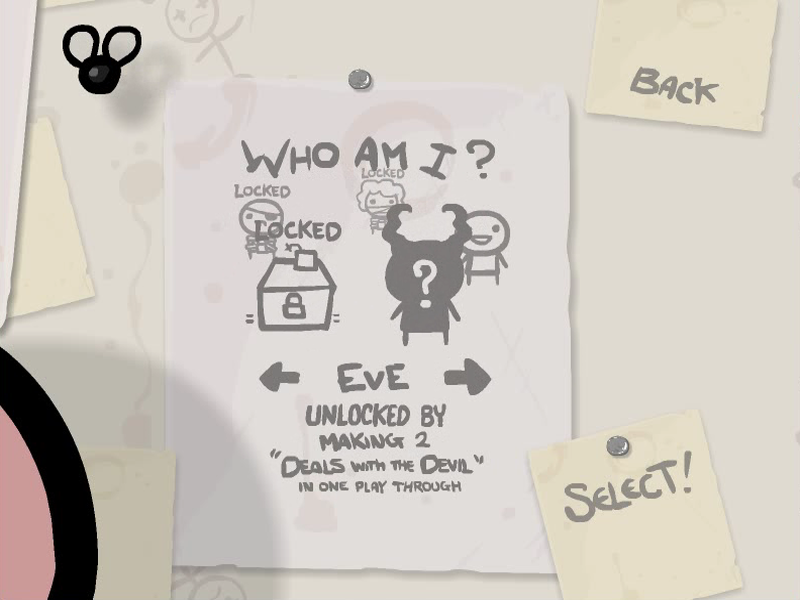 BACK
WHO AM I?
LOCKED
LOCKED
LOCKED
?
EVE
UNLOCKED BY
MAKING 2
"DEALS WITH THE DEVIL"
IN ONE PLAY THROUGH
SELECT!